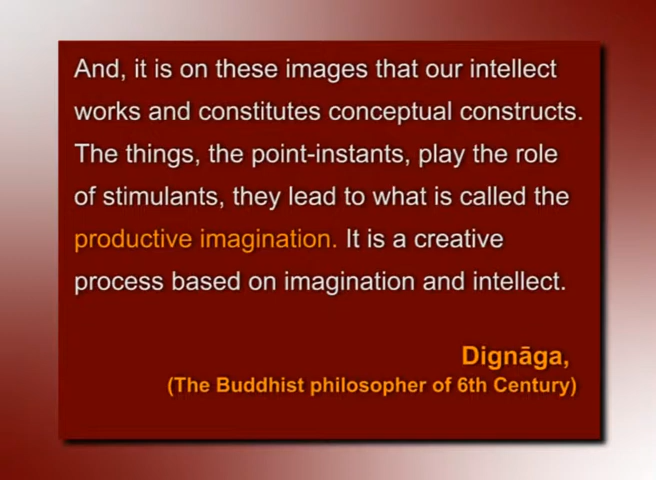 And, it is on these images that our intellect
works and constitutes conceptual constructs.
The things, the point-instants, play the role
of stimulants, they lead to what is called the
productive imagination. It is a creative
process based on imagination and intellect.
Dignāga,
(The Buddhist philosopher of 6th Century)